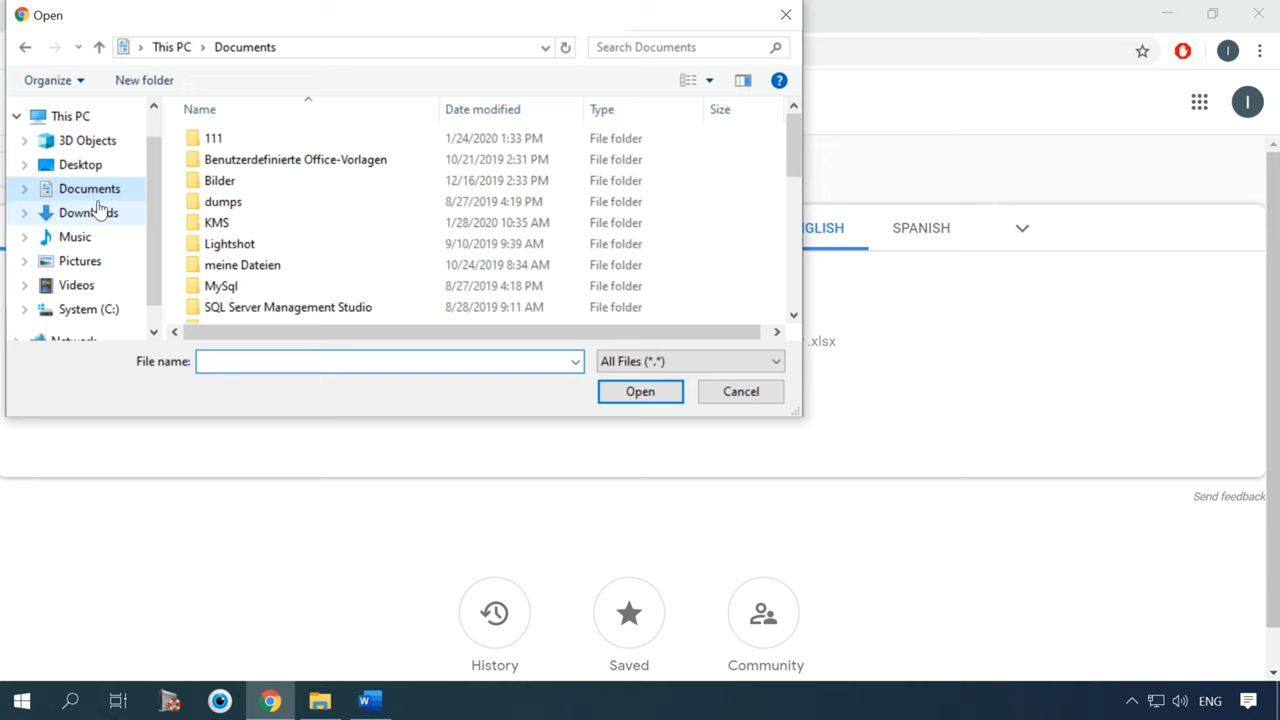 Open
This PC > Documents
Search Documents
Organize
New folder
Name Date modified Type Size
This PC
3D Objects
Desktop
Documents
Downloads
Music
Pictures
Videos
System (C:)
Network
111 1/24/2020 1:33 PM File folder
Benutzerdefinierte Office-Vorlagen 10/21/2019 2:31 PM File folder
Bilder 12/16/2019 2:33 PM File folder
dumps 8/27/2019 4:19 PM File folder
KMS 1/28/2020 10:35 AM File folder
Lightshot 9/10/2019 9:39 AM File folder
meine Dateien 10/24/2019 8:34 AM File folder
MySql 8/27/2019 4:18 PM File folder
SQL Server Management Studio 8/28/2019 9:11 AM File folder
File name:
All Files (*.*)
Open
Cancel
I
I
GLISH
SPANISH
.xlsx
Send feedback
History
Saved
Community
ENG